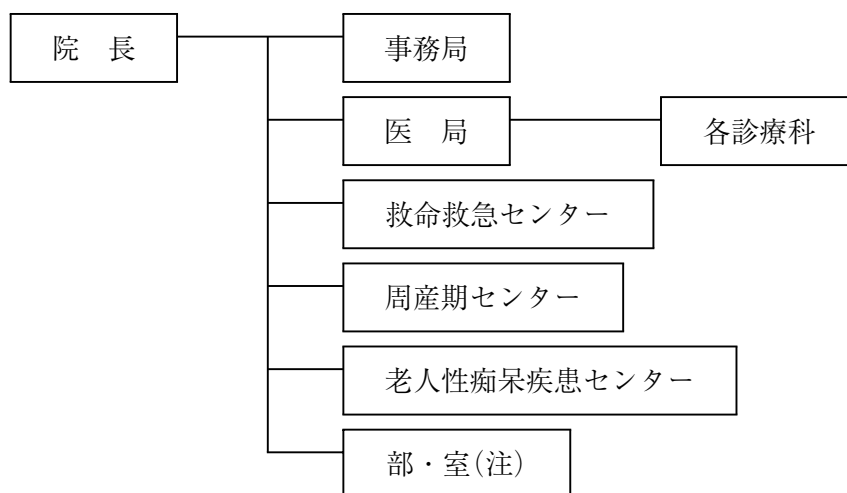 院　長
事務局
医　局
各診療科
救命救急センター
周産期センター
老人性痴呆疾患センター
部・室(注)